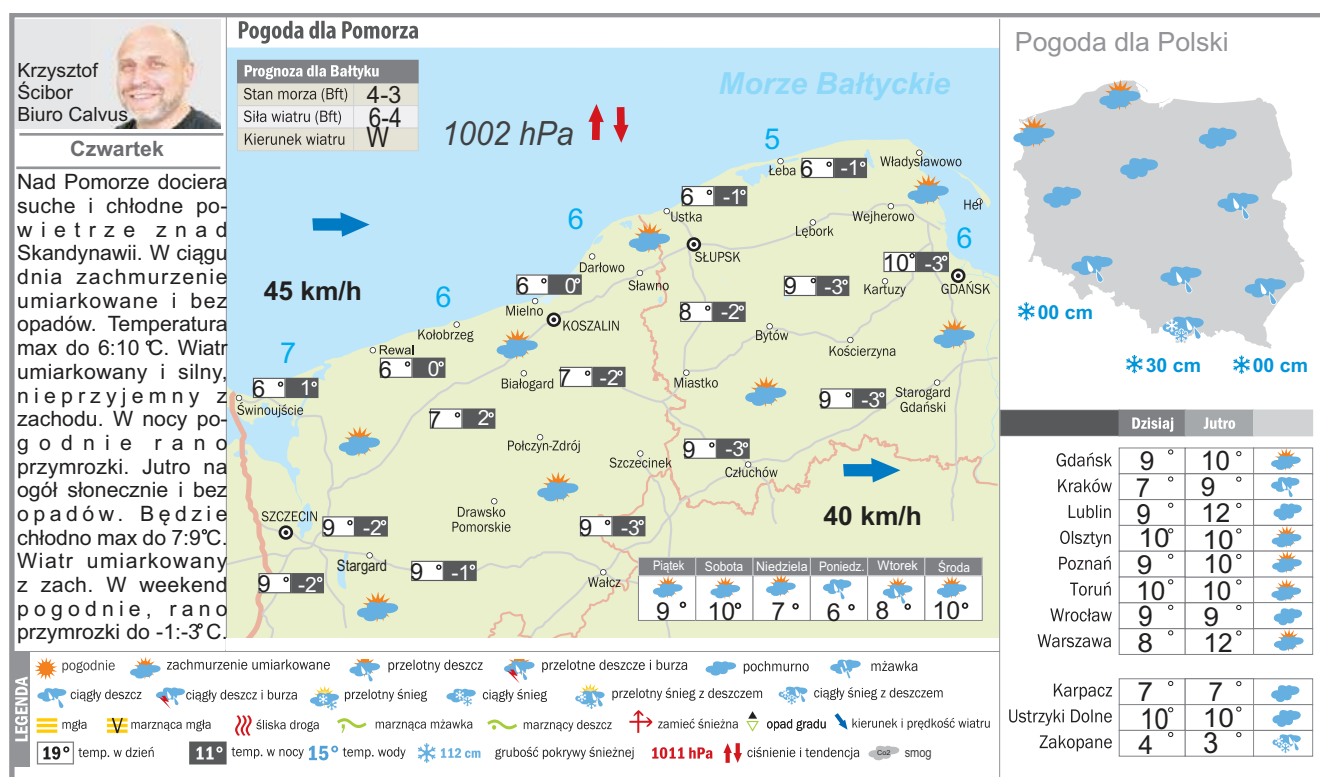 Krzysztof
Ścibor
Biuro Calvus
Czwartek
Nad Pomorze dociera
suche i chłodne po-
wietrze znad
Skandynawii. W ciągu
dnia zachmurzenie
umiarkowane i bez
opadów. Temperatura
max do 6:10°C. Wiatr
umiarkowany i silny,
nieprzyjemny z
zachodu. W nocy po-
godnie rano
przymrozki. Jutro na
ogół słonecznie i bez
opadów. Będzie
chłodno max do 7:9°C.
Wiatr umiarkowany
z zach. W weekend
pogodnie, rano
przymrozki do -1:-3°C.
Pogoda dla Pomorza
Prognoza dla Bałtyku
Stan morza (Bft) 4-3
Siła wiatru (Bft) 6-4
Kierunek wiatru W
1002 hPa
Morze Bałtyckie
5
Łeba 6° -1°
Władysławowo
Hel
6° -1°
Ustka
Wejherowo
6
6
Lębork
SŁUPSK
Darłowo
10° -3°
GDAŃSK
45 km/h
6° 0°
Sławno
9° -3°
Kartuzy
Mielno
6
KOSZALIN
8° -2°
Kołobrzeg
Bytów
Kościerzyna
7
Rewal
6° 0°
6° 1°
Świnoujście
Białogard
7° -2°
Miastko
9° -3°
Starogard
Gdański
7° 2°
Połczyn-Zdrój
9° -3°
Szczecinek
Człuchów
40 km/h
Drawsko
Pomorskie
SZCZECIN
9° -2°
9° -3°
Stargard
9° -1°
9° -2°
Wałcz
Piątek Sobota Niedziela Poniedz. Wtorek Środa
9° 10° 7° 6° 8° 10°
Pogoda dla Polski
00 cm
30 cm
00 cm
Dzisiaj Jutro
Gdańsk 9° 10°
Kraków 7° 9°
Lublin 9° 12°
Olsztyn 10° 10°
Poznań 9° 10°
Toruń 10° 10°
Wrocław 9° 9°
Warszawa 8° 12°
Karpacz 7° 7°
Ustrzyki Dolne 10° 10°
Zakopane 4° 3°
LEGENDA
pogodnie zachmurzenie umiarkowane przelotny deszcz przelotne deszcze i burza pochmurno mżawka
ciągły deszcz ciągły deszcz i burza przelotny śnieg ciągły śnieg przelotny śnieg z deszczem ciągły śnieg z deszczem
mgła marznąca mgła śliska droga marznąca mżawka marznący deszcz zamieć śnieżna opad gradu kierunek i prędkość wiatru
19° temp. w dzień 11° temp. w nocy 15° temp. wody 112 cm grubość pokrywy śnieżnej 1011 hPa ciśnienie i tendencja Co2 smog